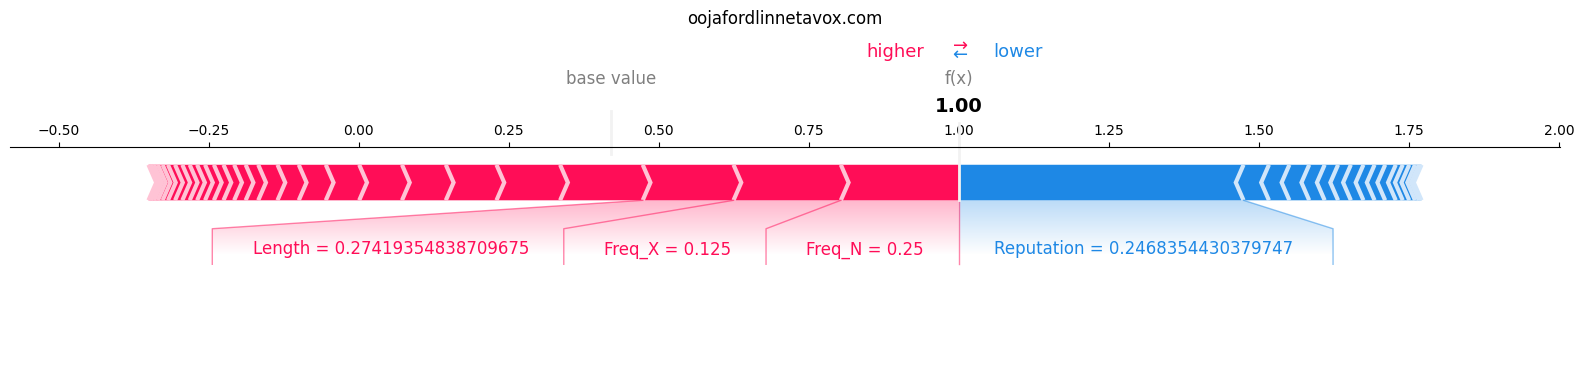 oojafordlinnetavox.com
higher ⇄ lower
base value f(x)
1.00
−0.50 −0.25 0.00 0.25 0.50 0.75 1.00 1.25 1.50 1.75 2.00
Length = 0.27419354838709675 Freq_X = 0.125 Freq_N = 0.25 Reputation = 0.2468354430379747